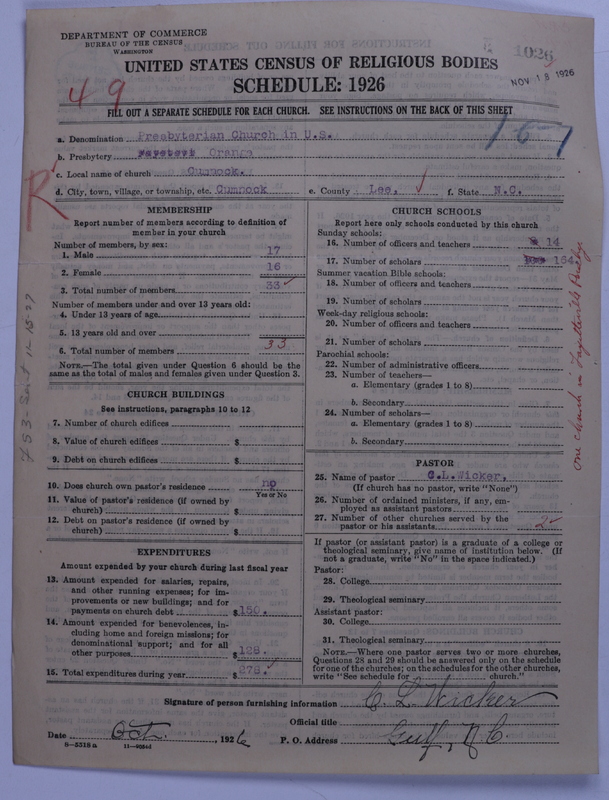 DEPARTMENT OF COMMERCE
BUREAU OF THE CENSUS
WASHINGTON
1026
UNITED STATES CENSUS OF RELIGIOUS BODIES
NOV 18 1926
SCHEDULE: 1926
49
FILL OUT A SEPARATE SCHEDULE FOR EACH CHURCH. SEE INSTRUCTIONS ON THE BACK OF THIS SHEET
167
a. Denomination Presbyterian Church in U.S.
b. Presbytery Orange
c. Local name of church Cumnock.
R
d. City, town, village, or township, etc. Cumnock e. County Lee, f. State N.C.
MEMBERSHIP
Report number of members according to definition of
member in your church
Number of members, by sex:
1. Male 17
2. Female 16
3. Total number of members 33
Number of members under and over 13 years old:
4. Under 13 years of age
5. 13 years old and over
6. Total number of members 33
NOTE.—The total given under Question 6 should be
same as the total of males and females given under Question 3.
CHURCH BUILDINGS
See instructions, paragraphs 10 to 12
7. Number of church edifices
8. Value of church edifices $
9. Debt on church edifices $
10. Does church own pastor's residence no
Yes or No
11. Value of pastor's residence (if owned by
church) $
12. Debt on pastor's residence (if owned by
church) $
EXPENDITURES
Amount expended by your church during last fiscal year
13. Amount expended for salaries, repairs,
and other running expenses; for im-
provements or new buildings; and for
payments on church debt $150.
14. Amount expended for benevolences, in-
cluding home and foreign missions; for
denominational support; and for all
other purposes $128.
15. Total expenditures during year $278.
753-Sent 11-15-27
CHURCH SCHOOLS
Report here only schools conducted by this church
Sunday schools:
16. Number of officers and teachers 14
17. Number of scholars 164
Summer vacation Bible schools:
18. Number of officers and teachers
19. Number of scholars
Week-day religious schools:
20. Number of officers and teachers
21. Number of scholars
Parochial schools:
22. Number of administrative officers
23. Number of teachers—
a. Elementary (grades 1 to 8)
b. Secondary
24. Number of scholars—
a. Elementary (grades 1 to 8)
b. Secondary
one church in Fayetteville Presby
PASTOR
25. Name of pastor C.L.Wicker,
(If church has no pastor, write "None")
26. Number of ordained ministers, if any, em-
ployed as assistant pastors
27. Number of other churches served by the
pastor or his assistants 2
If pastor (or assistant pastor) is a graduate of a college or
theological seminary, give name of institution below. (If
not a graduate, write "No" in the space indicated.)
Pastor:
28. College
29. Theological seminary
Assistant pastor:
30. College
31. Theological seminary
NOTE.—Where one pastor serves two or more churches,
Questions 28 and 29 should be answered only on the schedule
for one of the churches; on the schedules for the other churches,
write "See schedule for church."
Signature of person furnishing information C. L. Wicker
Official title
Date Oct. , 1926 P. O. Address Gulf, N.C.
8-5318 a